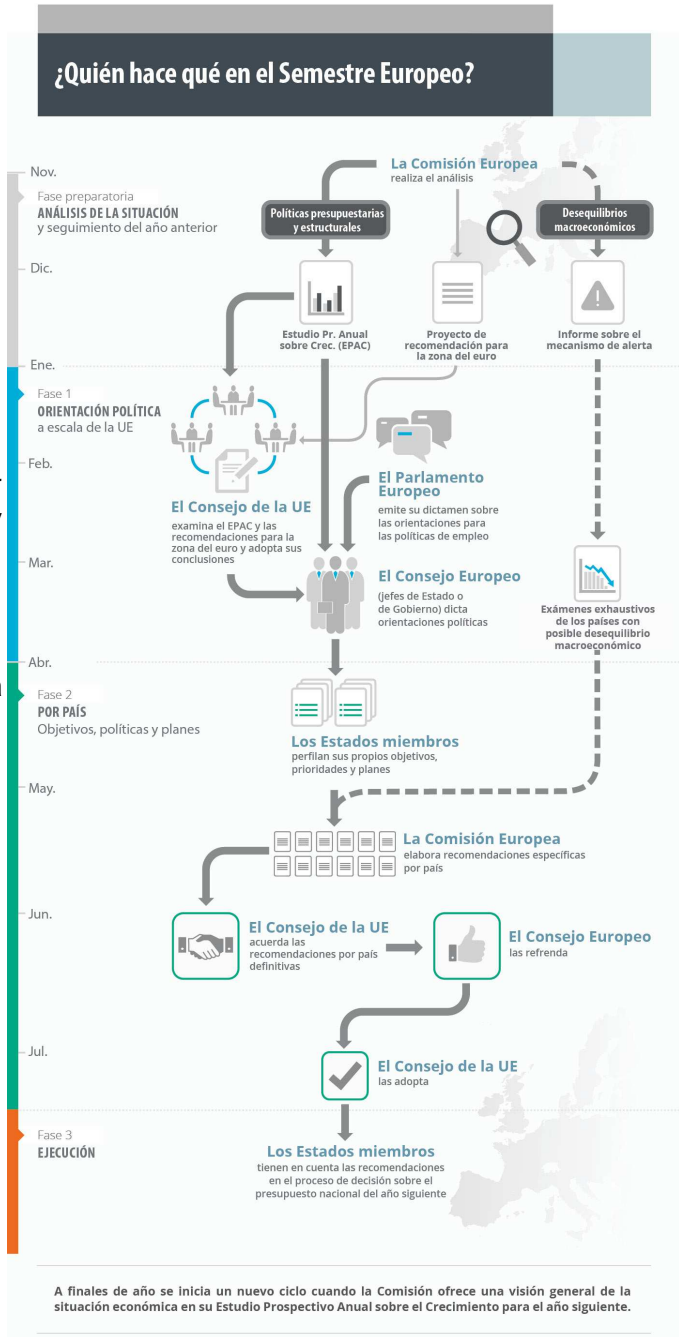 ¿Quién hace qué en el Semestre Europeo?
Nov.
Fase preparatoria
ANÁLISIS DE LA SITUACIÓN
y seguimiento del año anterior
La Comisión Europea
realiza el análisis
Políticas presupuestarias
y estructurales
Desequilibrios
macroeconómicos
Dic.
Estudio Pr. Anual
sobre Crec. (EPAC)
Proyecto de
recomendación para
la zona del euro
Informe sobre el
mecanismo de alerta
Ene.
Fase 1
ORIENTACIÓN POLÍTICA
a escala de la UE
Feb.
El Consejo de la UE
examina el EPAC y las
recomendaciones para la
zona del euro y adopta sus
conclusiones
El Parlamento
Europeo
emite su dictamen sobre
las orientaciones para
las políticas de empleo
Mar.
El Consejo Europeo
(jefes de Estado o
de Gobierno) dicta
orientaciones políticas
Exámenes exhaustivos
de los países con
posible desequilibrio
macroeconómico
Abr.
Fase 2
POR PAÍS
Objetivos, políticas y planes
Los Estados miembros
perfilan sus propios objetivos,
prioridades y planes
May.
La Comisión Europea
elabora recomendaciones específicas
por país
Jun.
El Consejo de la UE
acuerda las
recomendaciones por país
definitivas
El Consejo Europeo
las refrenda
Jul.
El Consejo de la UE
las adopta
Fase 3
EJECUCIÓN
Los Estados miembros
tienen en cuenta las recomendaciones
en el proceso de decisión sobre el
presupuesto nacional del año siguiente
A finales de año se inicia un nuevo ciclo cuando la Comisión ofrece una visión general de la
situación económica en su Estudio Prospectivo Anual sobre el Crecimiento para el año siguiente.